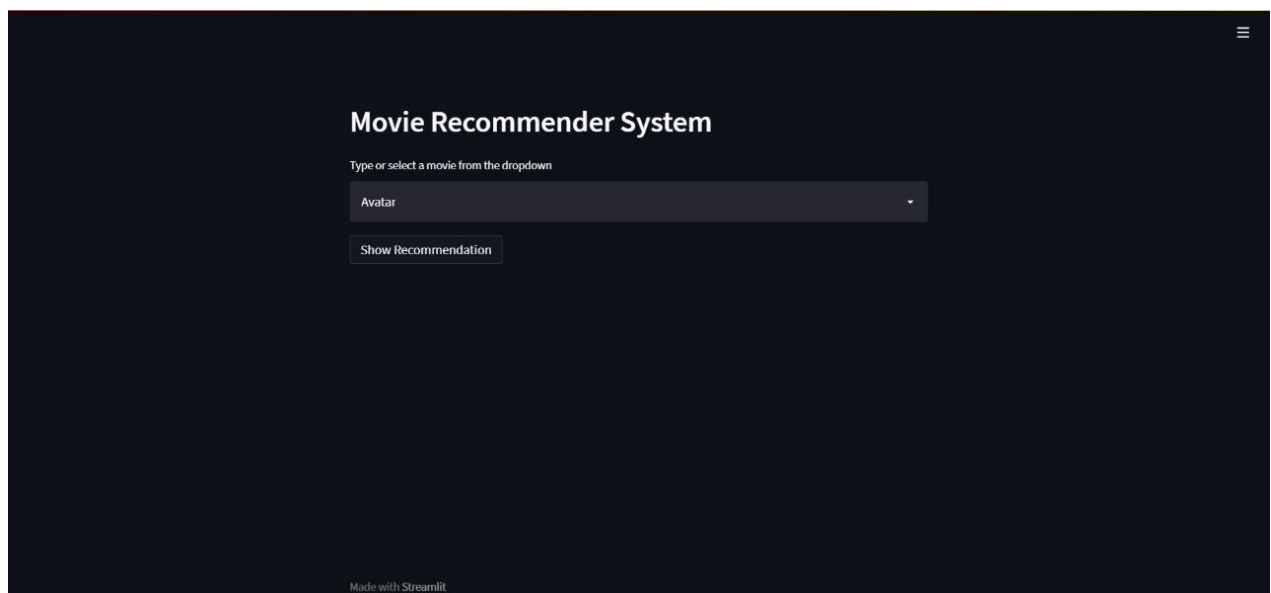 Movie Recommender System
Type or select a movie from the dropdown
Avatar
Show Recommendation
Made with Streamlit